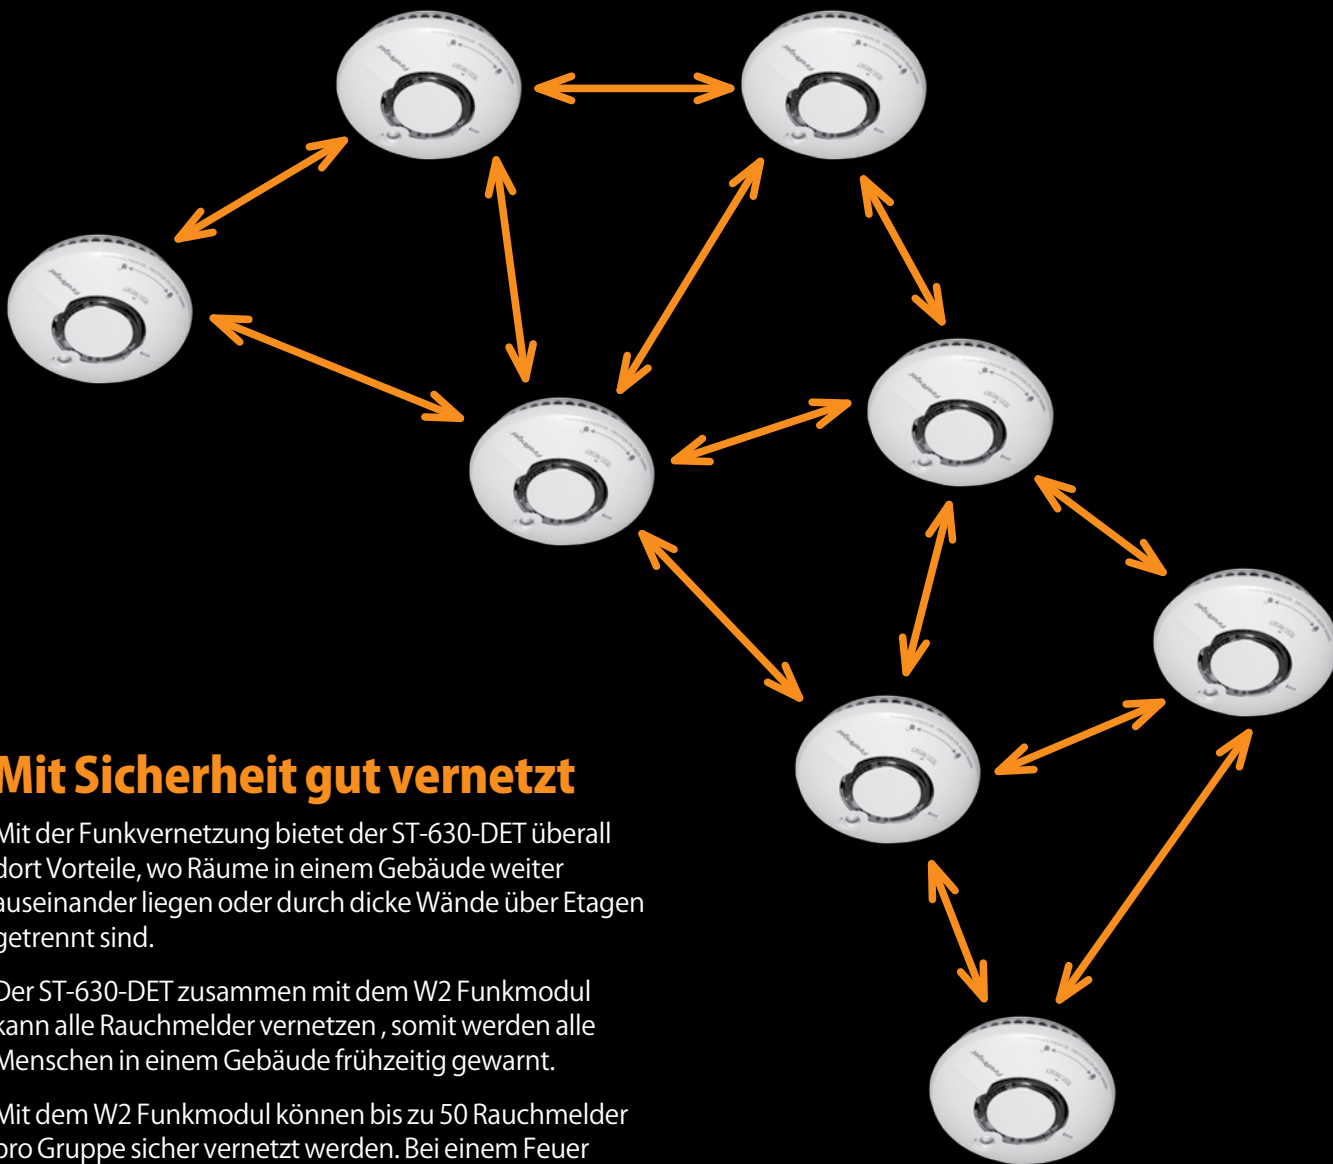 Mit Sicherheit gut vernetzt
Mit der Funkvernetzung bietet der ST-630-DET überall
dort Vorteile, wo Räume in einem Gebäude weiter
auseinander liegen oder durch dicke Wände über Etagen
getrennt sind.
Der ST-630-DET zusammen mit dem W2 Funkmodul
kann alle Rauchmelder vernetzen , somit werden alle
Menschen in einem Gebäude frühzeitig gewarnt.
Mit dem W2 Funkmodul können bis zu 50 Rauchmelder
pro Gruppe sicher vernetzt werden. Bei einem Feuer